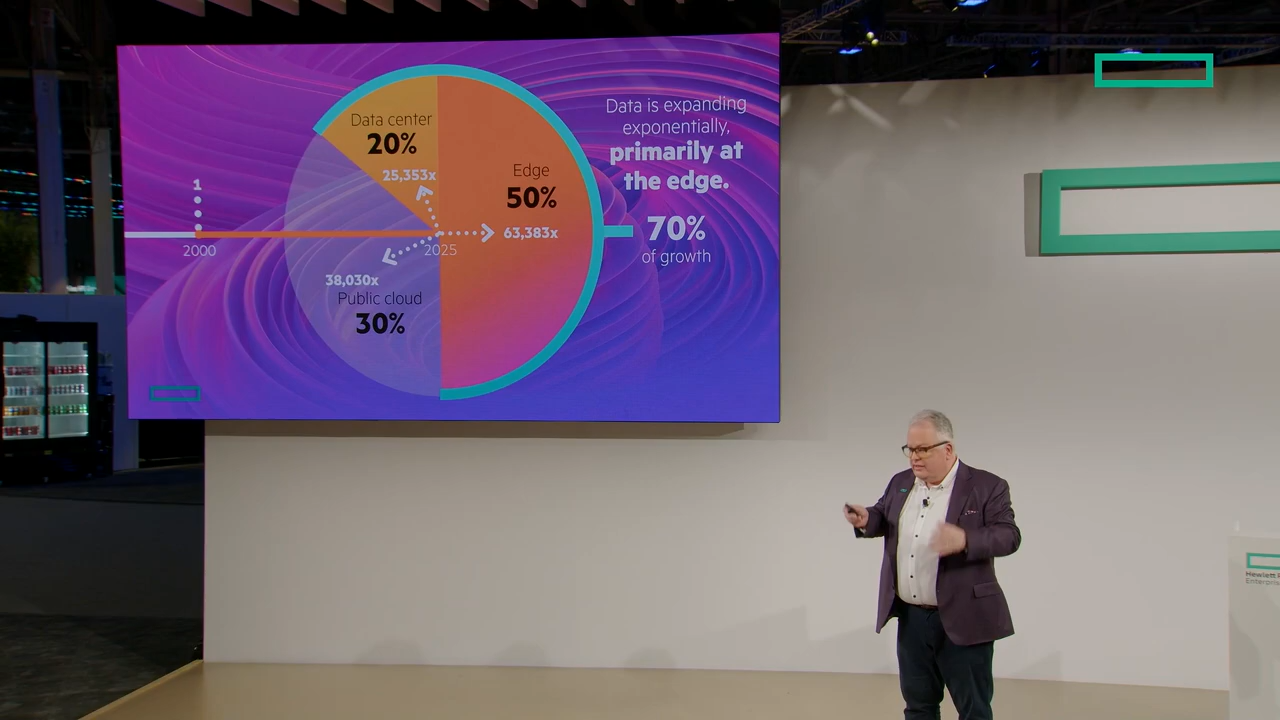 Data center
20%
25,353x
Edge
50%
63,383x
1
2000
2025
38,030x
Public cloud
30%
Data is expanding
exponentially,
primarily at
the edge.
70%
of growth
Hewlett